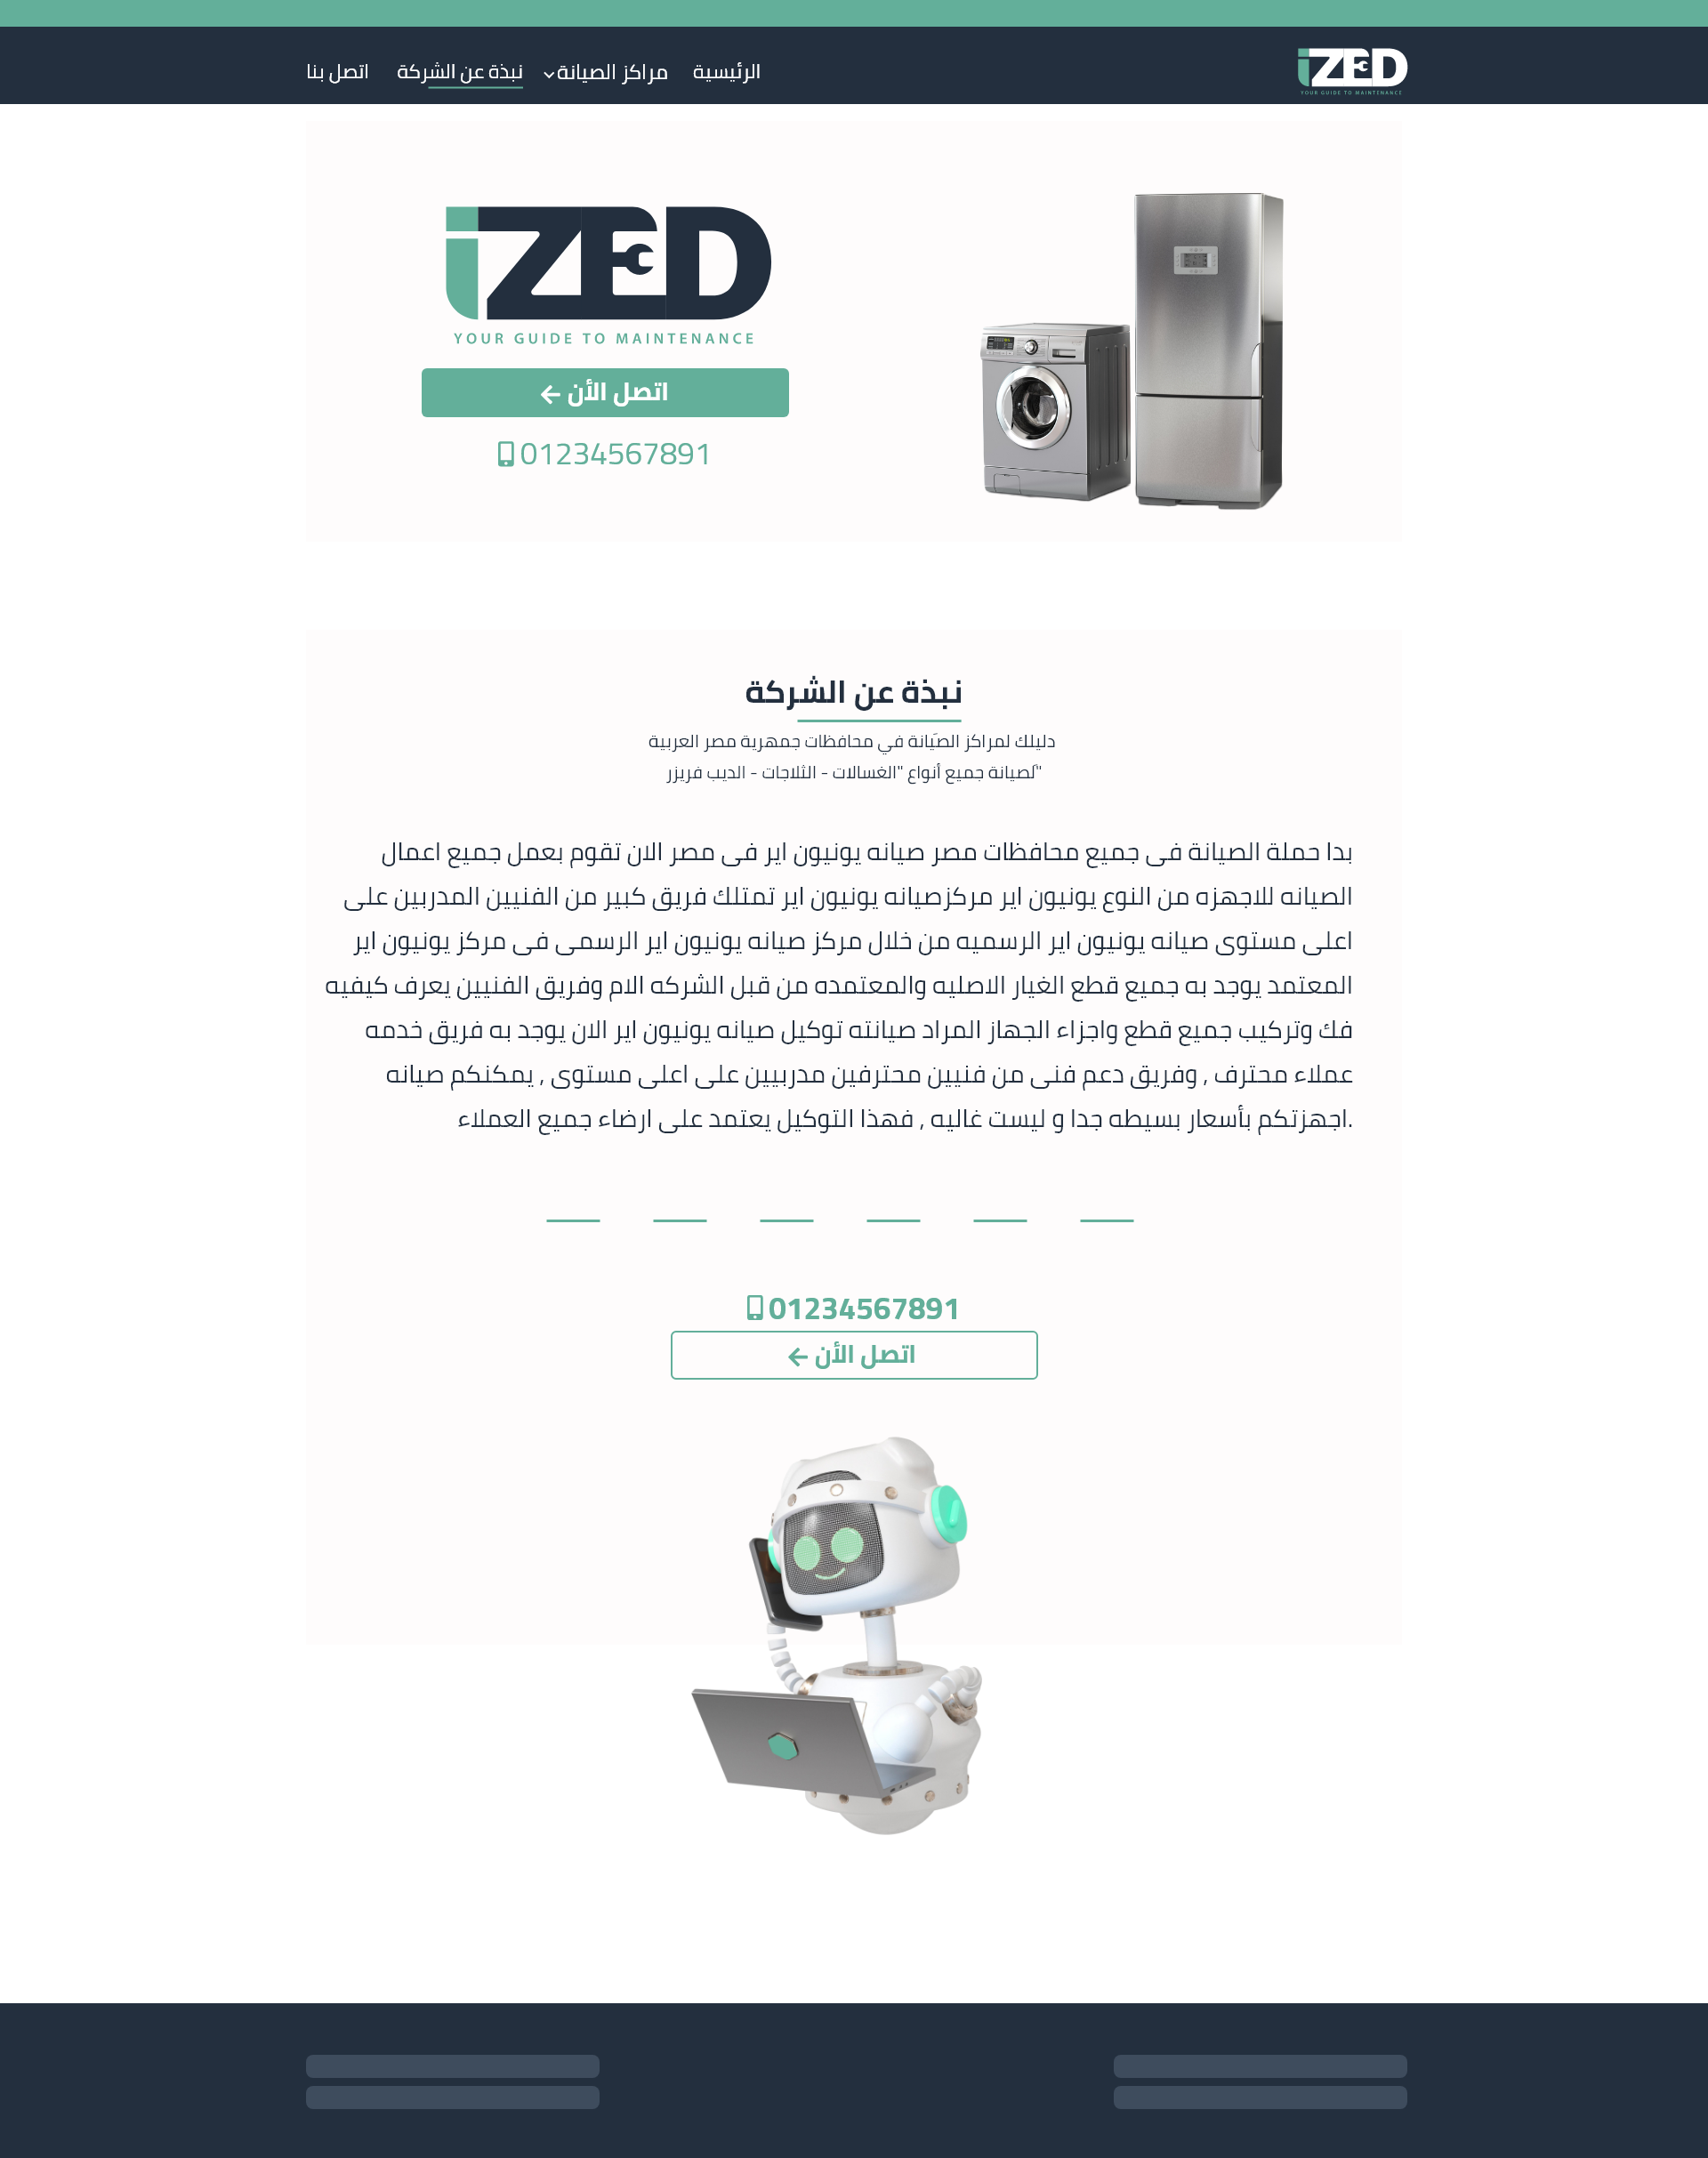 iZED
YOUR GUIDE TO MAINTENANCE
الرئيسية
مراكز الصيانة
نبذة عن الشركة
اتصل بنا
iZED
YOUR GUIDE TO MAINTENANCE
اتصل الأن
01234567891
نبذة عن الشركة
دليلك لمراكز الصيَانة في محافظات جمهرية مصر العربية
"لصيانة جميع أنواع "الغسالات - الثلاجات - الديب فريزر
بدا حملة الصيانة فى جميع محافظات مصر صيانه يونيون اير فى مصر الان تقوم بعمل جميع اعمال
الصيانه للاجهزه من النوع يونيون اير مركزصيانه يونيون اير تمتلك فريق كبير من الفنيين المدربين على
اعلى مستوى صيانه يونيون اير الرسميه من خلال مركز صيانه يونيون اير الرسمى فى مركز يونيون اير
المعتمد يوجد به جميع قطع الغيار الاصليه والمعتمده من قبل الشركه الام وفريق الفنيين يعرف كيفيه
فك وتركيب جميع قطع واجزاء الجهاز المراد صيانته توكيل صيانه يونيون اير الان يوجد به فريق خدمه
عملاء محترف , وفريق دعم فنى من فنيين محترفين مدربيين على اعلى مستوى , يمكنكم صيانه
.اجهزتكم بأسعار بسيطه جدا و ليست غاليه , فهذا التوكيل يعتمد على ارضاء جميع العملاء
01234567891
اتصل الأن